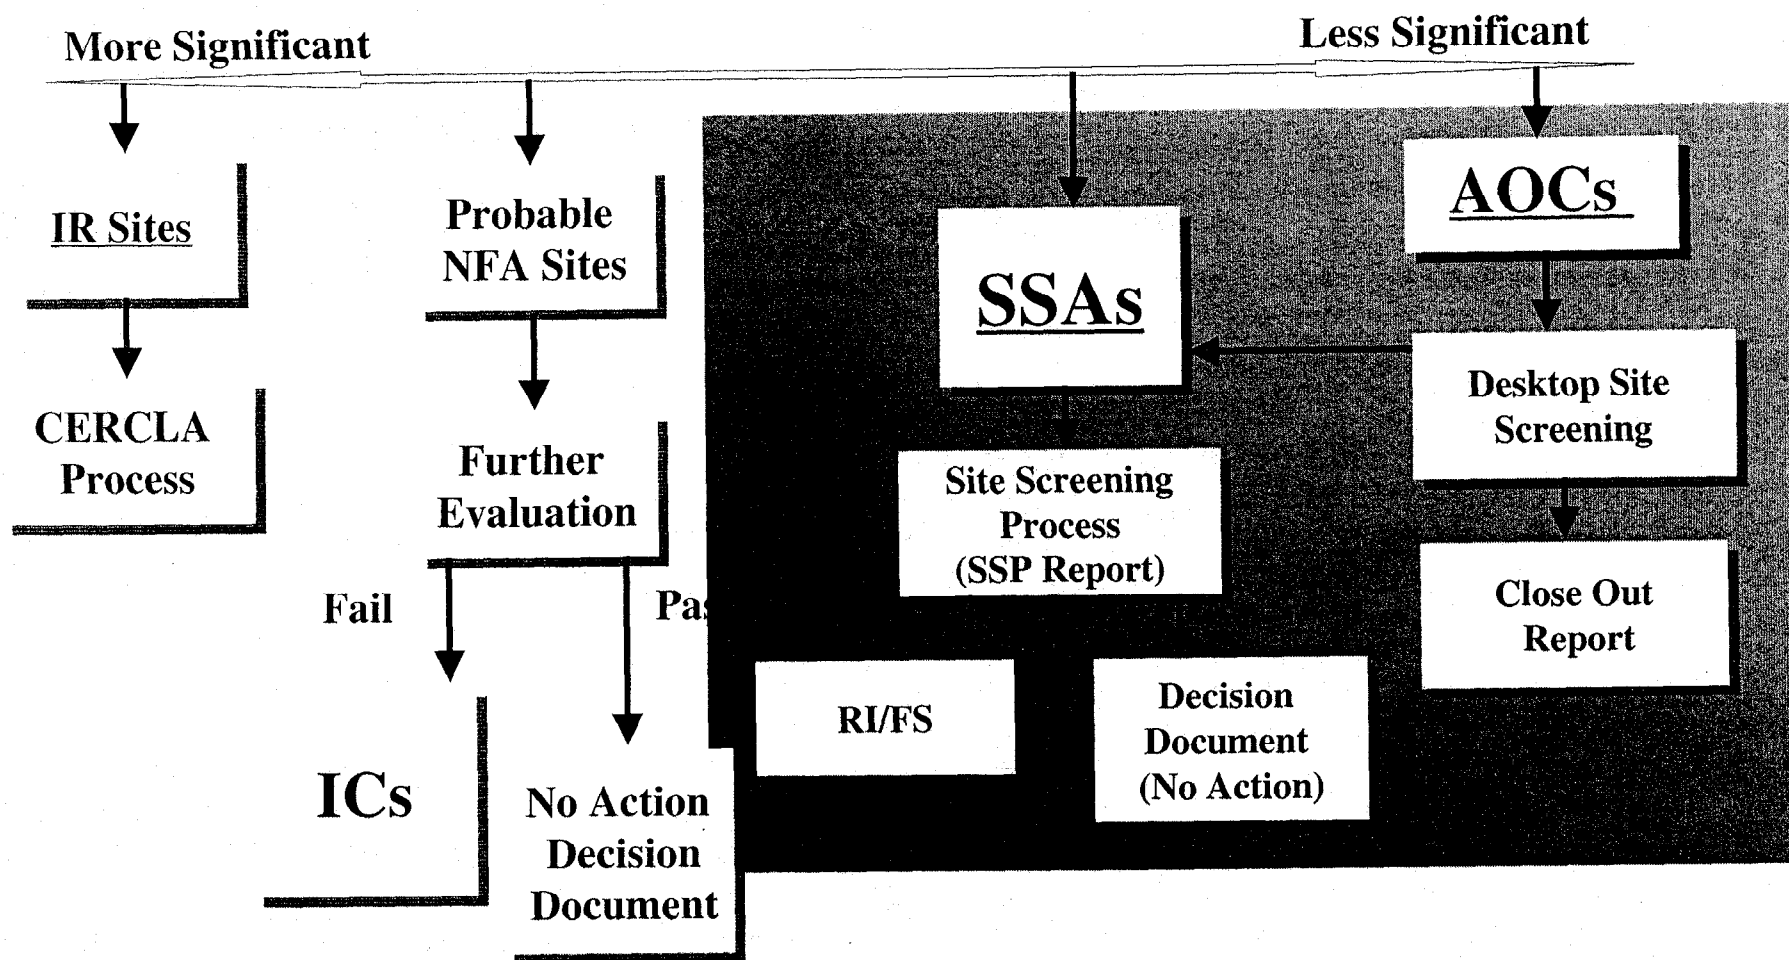 More Significant
Less Significant
IR Sites
CERCLA
Process
Probable
NFA Sites
Further
Evaluation
Fail
ICs
No Action
Decision
Document
SSAs
Site Screening
Process
(SSP Report)
RI/FS
Decision
Document
(No Action)
AOCs
Desktop Site
Screening
Close Out
Report